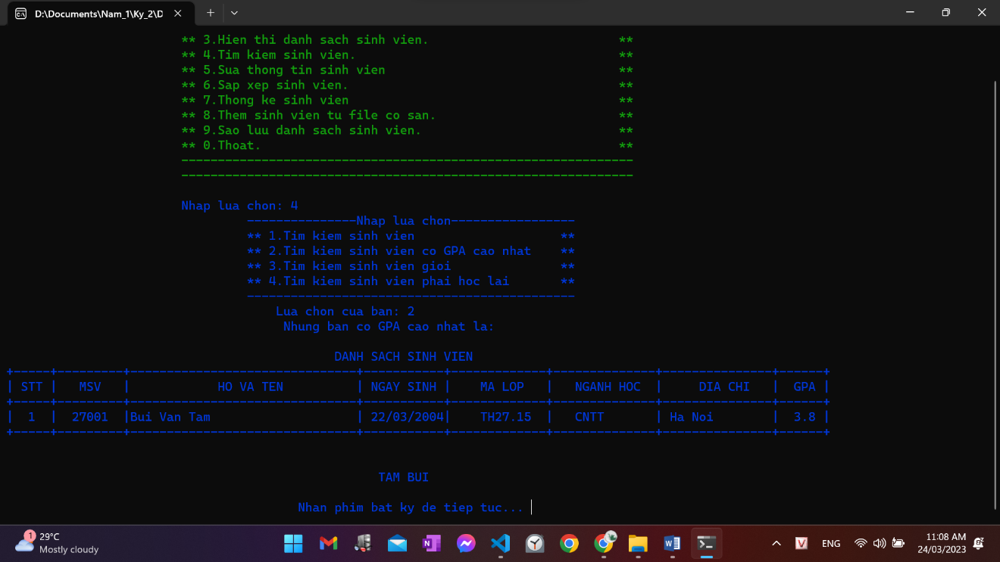 D:\Documents\Nam_1\Ky_2\D
** 3.Hien thi danh sach sinh vien. **
** 4.Tim kiem sinh vien. **
** 5.Sua thong tin sinh vien **
** 6.Sap xep sinh vien. **
** 7.Thong ke sinh vien **
** 8.Them sinh vien tu file co san. **
** 9.Sao luu danh sach sinh vien. **
** 0.Thoat. **
--------------------------------------------------------------
--------------------------------------------------------------
Nhap lua chon: 4
---------------Nhap lua chon-----------------
** 1.Tim kiem sinh vien **
** 2.Tim kiem sinh vien co GPA cao nhat **
** 3.Tim kiem sinh vien gioi **
** 4.Tim kiem sinh vien phai hoc lai **
---------------------------------------------
Lua chon cua ban: 2
Nhung ban co GPA cao nhat la:
DANH SACH SINH VIEN
+-----+---------+-------------------------------+-----------+-------------+--------------+---------------+------+
| STT | MSV | HO VA TEN | NGAY SINH | MA LOP | NGANH HOC | DIA CHI | GPA |
+-----+---------+-------------------------------+-----------+-------------+--------------+---------------+------+
| 1 | 27001 |Bui Van Tam | 22/03/2004| TH27.15 | CNTT | Ha Noi | 3.8 |
+-----+---------+-------------------------------+-----------+-------------+--------------+---------------+------+
TAM BUI
Nhan phim bat ky de tiep tuc...
1
29°C
Mostly cloudy
V
ENG
11:08 AM
24/03/2023